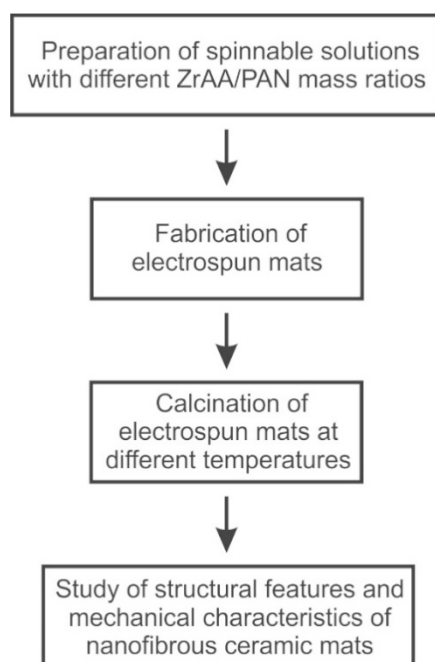 Preparation of spinnable solutions
with different ZrAA/PAN mass ratios
Fabrication of
electrospun mats
Calcination of
electrospun mats at
different temperatures
Study of structural features and
mechanical characteristics of
nanofibrous ceramic mats